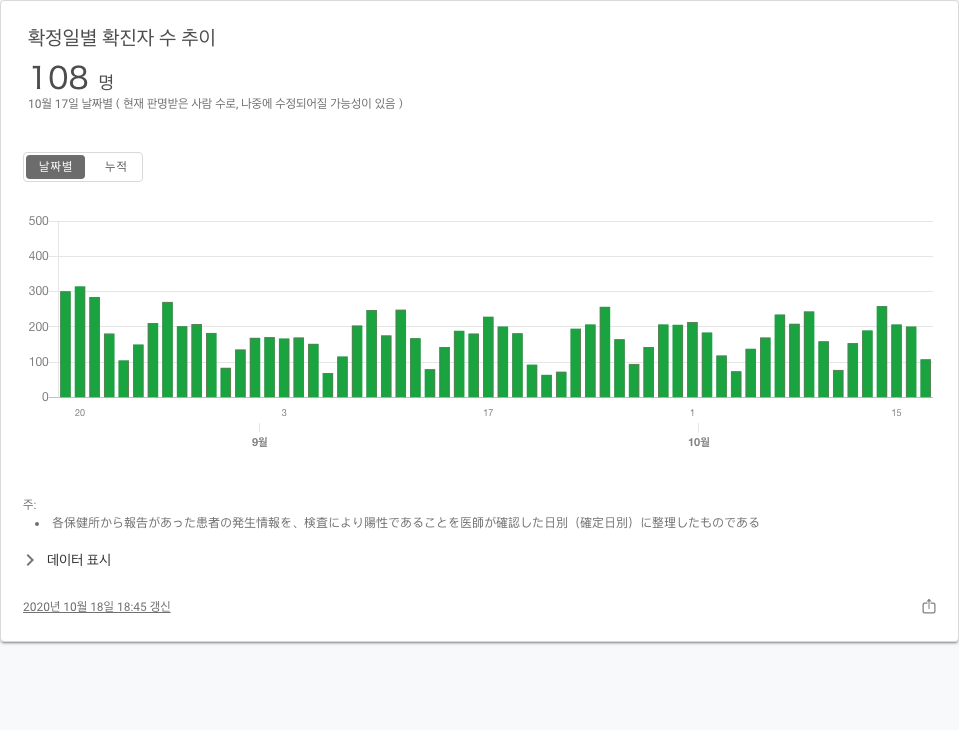 확정일별 확진자 수 추이
108 명
10월 17일 날짜별 ( 현재 판명받은 사람 수로, 나중에 수정되어질 가능성이 있음 )
날짜별 누적
500
400
300
200
100
0
20 3 17 1 15
9월 10월
주:
• 各保健所から報告があった患者の発生情報を、検査により陽性であることを医師が確認した日別（確定日別）に整理したものである
데이터 표시
2020년 10월 18일 18:45 갱신